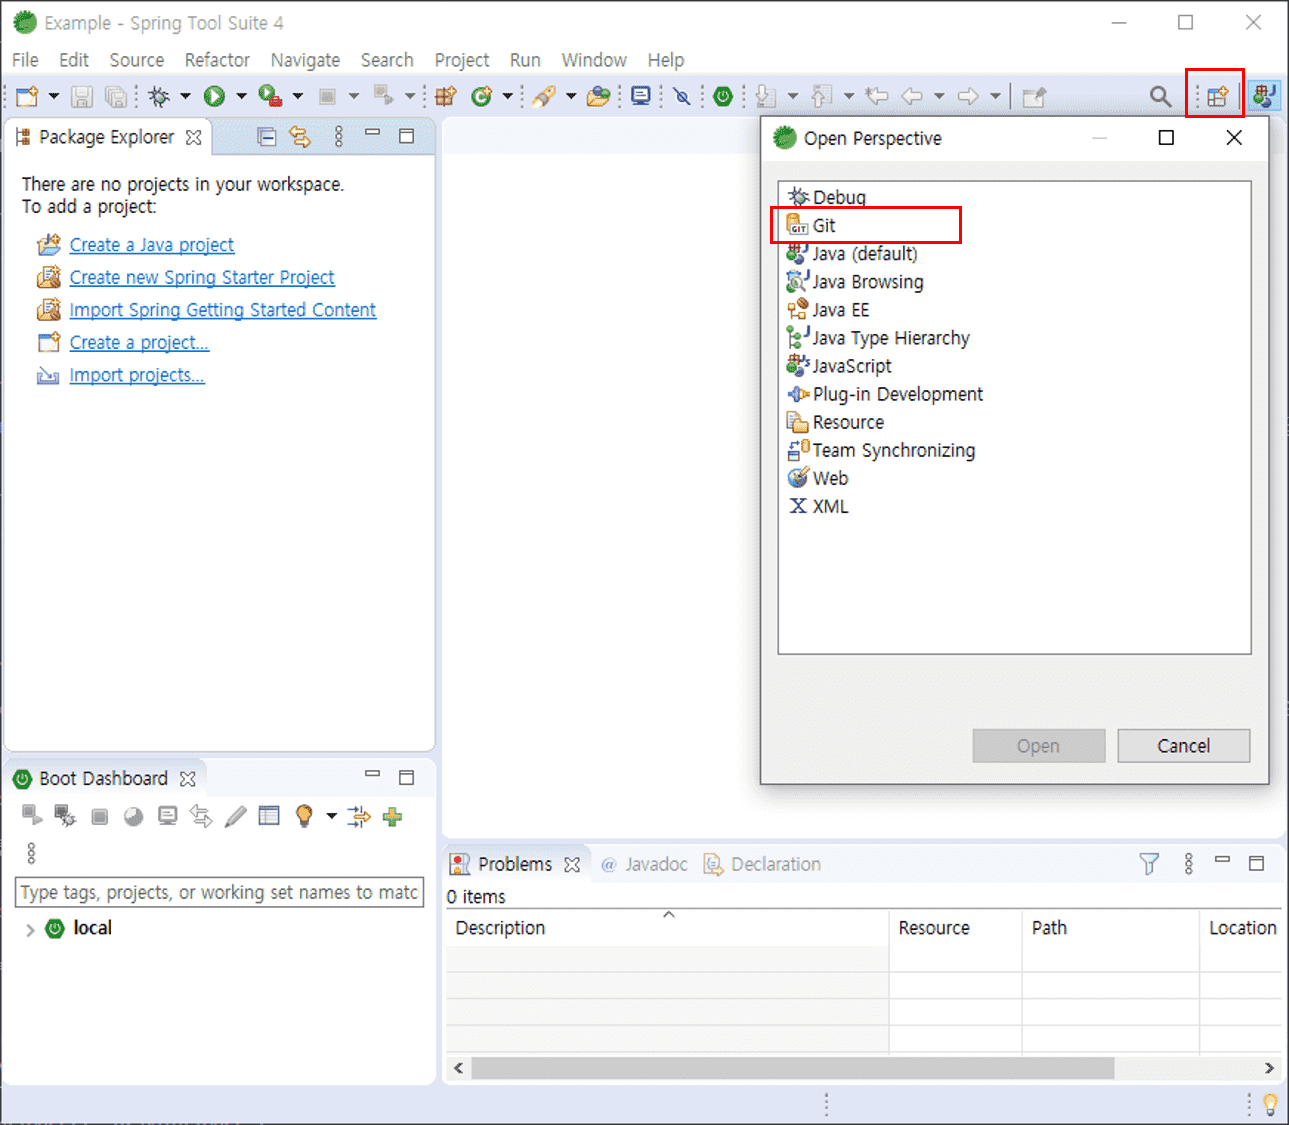 Example - Spring Tool Suite 4
File Edit Source Refactor Navigate Search Project Run Window Help
Package Explorer
There are no projects in your workspace.
To add a project:
Create a Java project
Create new Spring Starter Project
Import Spring Getting Started Content
Create a project...
Import projects...
Open Perspective
Debug
GIT Git
Java (default)
Java Browsing
Java EE
Java Type Hierarchy
JavaScript
Plug-in Development
Resource
Team Synchronizing
Web
XML
Open Cancel
Boot Dashboard
Type tags, projects, or working set names to matc
local
Problems @ Javadoc Declaration
0 items
Description Resource Path Location